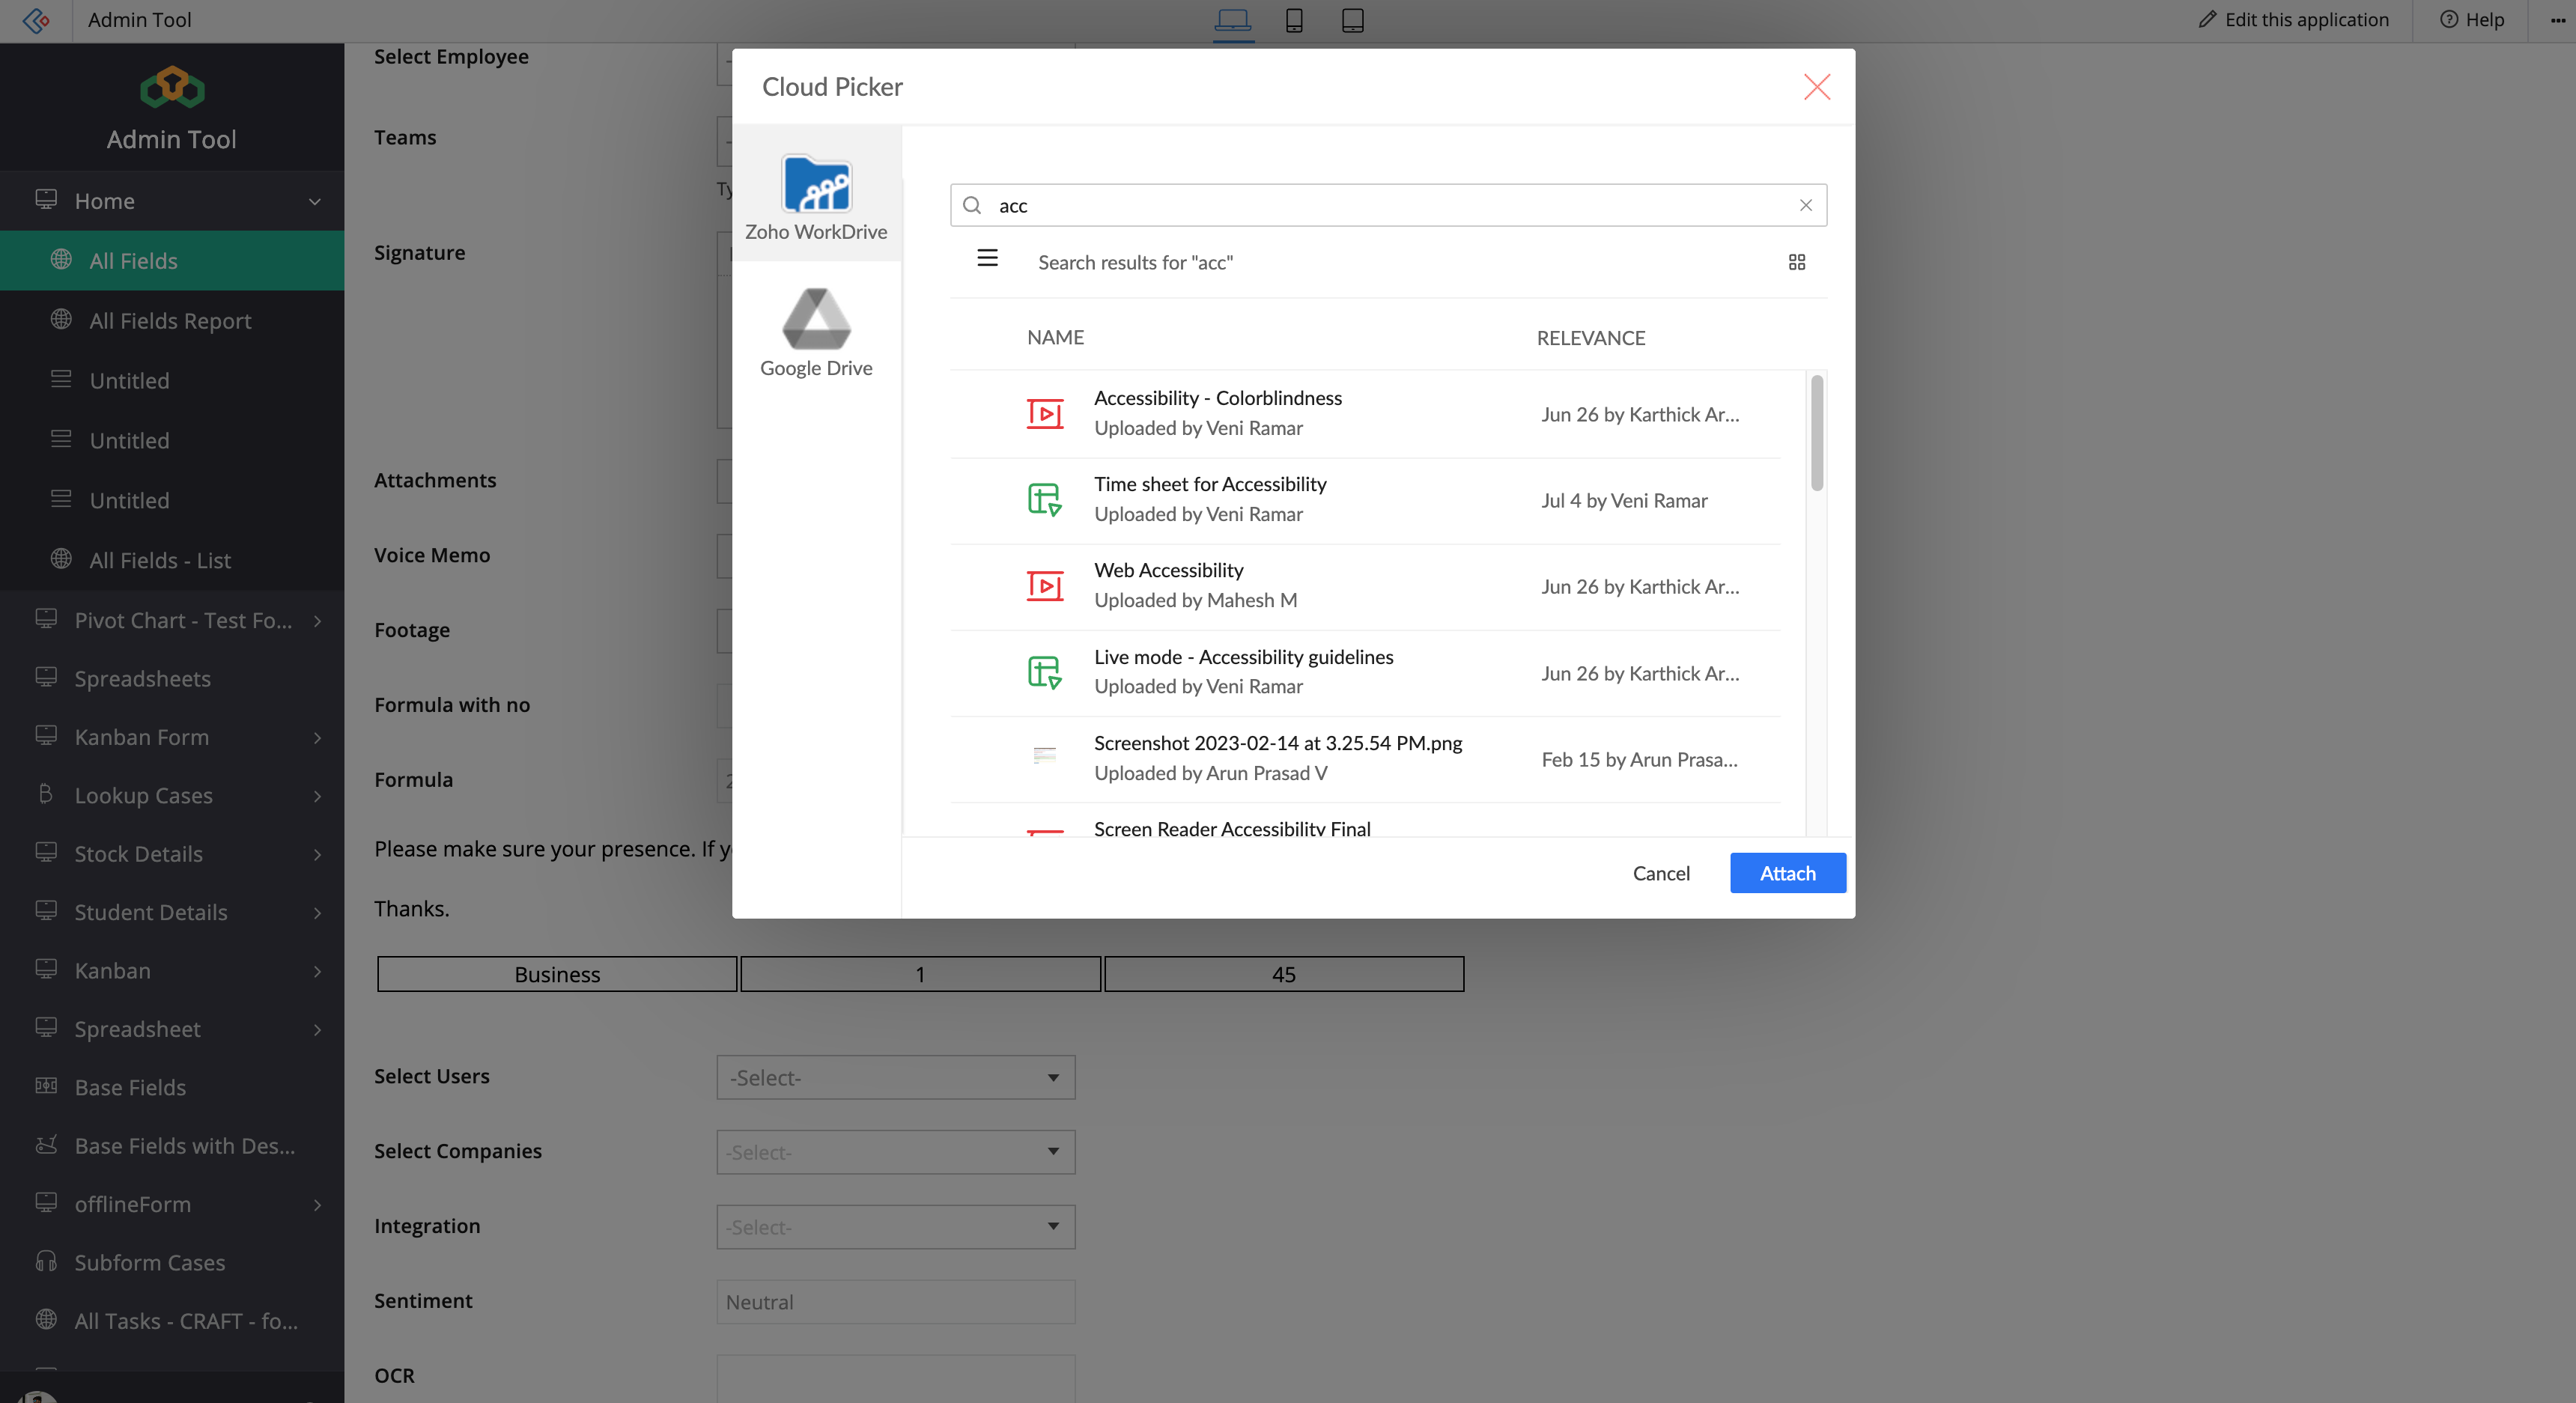 Admin Tool
Edit this application
Help
Admin Tool
Home
All Fields
All Fields Report
Untitled
Untitled
Untitled
All Fields - List
Pivot Chart - Test Fo...
Spreadsheets
Kanban Form
Lookup Cases
Stock Details
Student Details
Kanban
Spreadsheet
Base Fields
Base Fields with Des...
offlineForm
Subform Cases
All Tasks - CRAFT - fo...
Select Employee
Teams
Ty
Signature
Attachments
Voice Memo
Footage
Formula with no
Formula
2
Please make sure your presence. If y
Thanks.
Business 1 45
Select Users -Select-
Select Companies -Select-
Integration -Select-
Sentiment Neutral
OCR
Cloud Picker
Zoho WorkDrive
Google Drive
acc
Search results for "acc"
NAME RELEVANCE
Accessibility - Colorblindness
Uploaded by Veni Ramar
Jun 26 by Karthick Ar...
Time sheet for Accessibility
Uploaded by Veni Ramar
Jul 4 by Veni Ramar
Web Accessibility
Uploaded by Mahesh M
Jun 26 by Karthick Ar...
Live mode - Accessibility guidelines
Uploaded by Veni Ramar
Jun 26 by Karthick Ar...
Screenshot 2023-02-14 at 3.25.54 PM.png
Uploaded by Arun Prasad V
Feb 15 by Arun Prasa...
Screen Reader Accessibility Final
Cancel
Attach